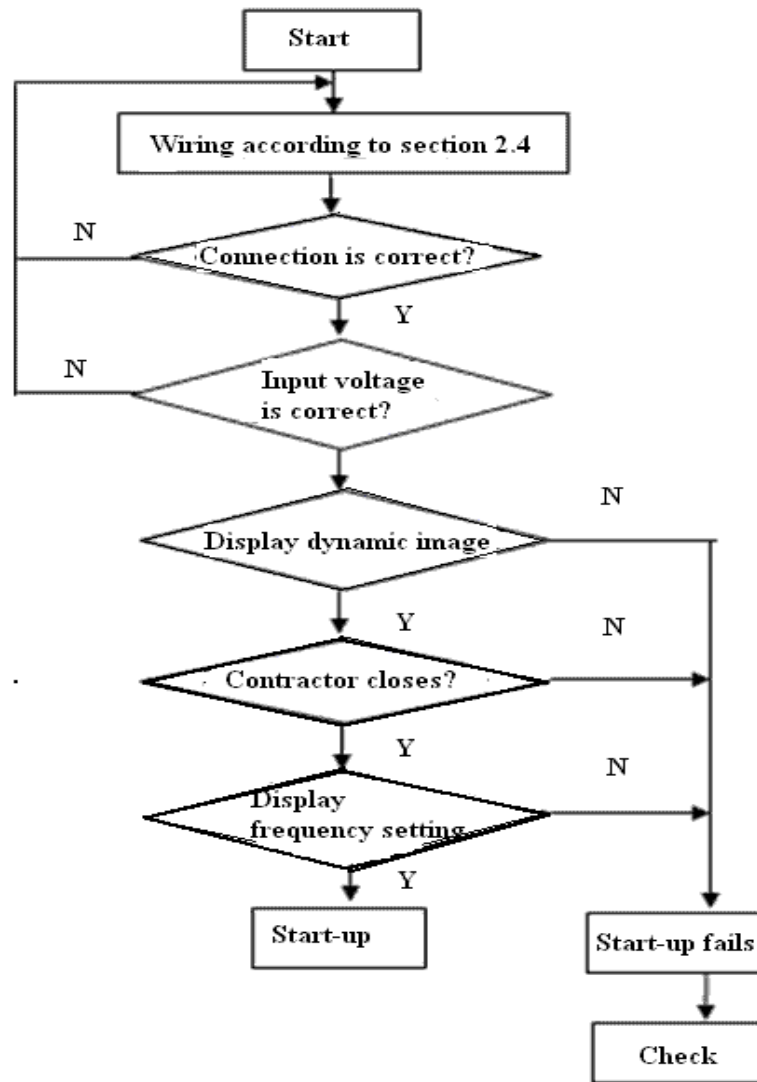 Start
Wiring according to section 2.4
N
Connection is correct?
Y
N
Input voltage
is correct?
N
Display dynamic image
Y
N
Contractor closes?
Y
N
Display
frequency setting
Y
Start-up
Start-up fails
Check